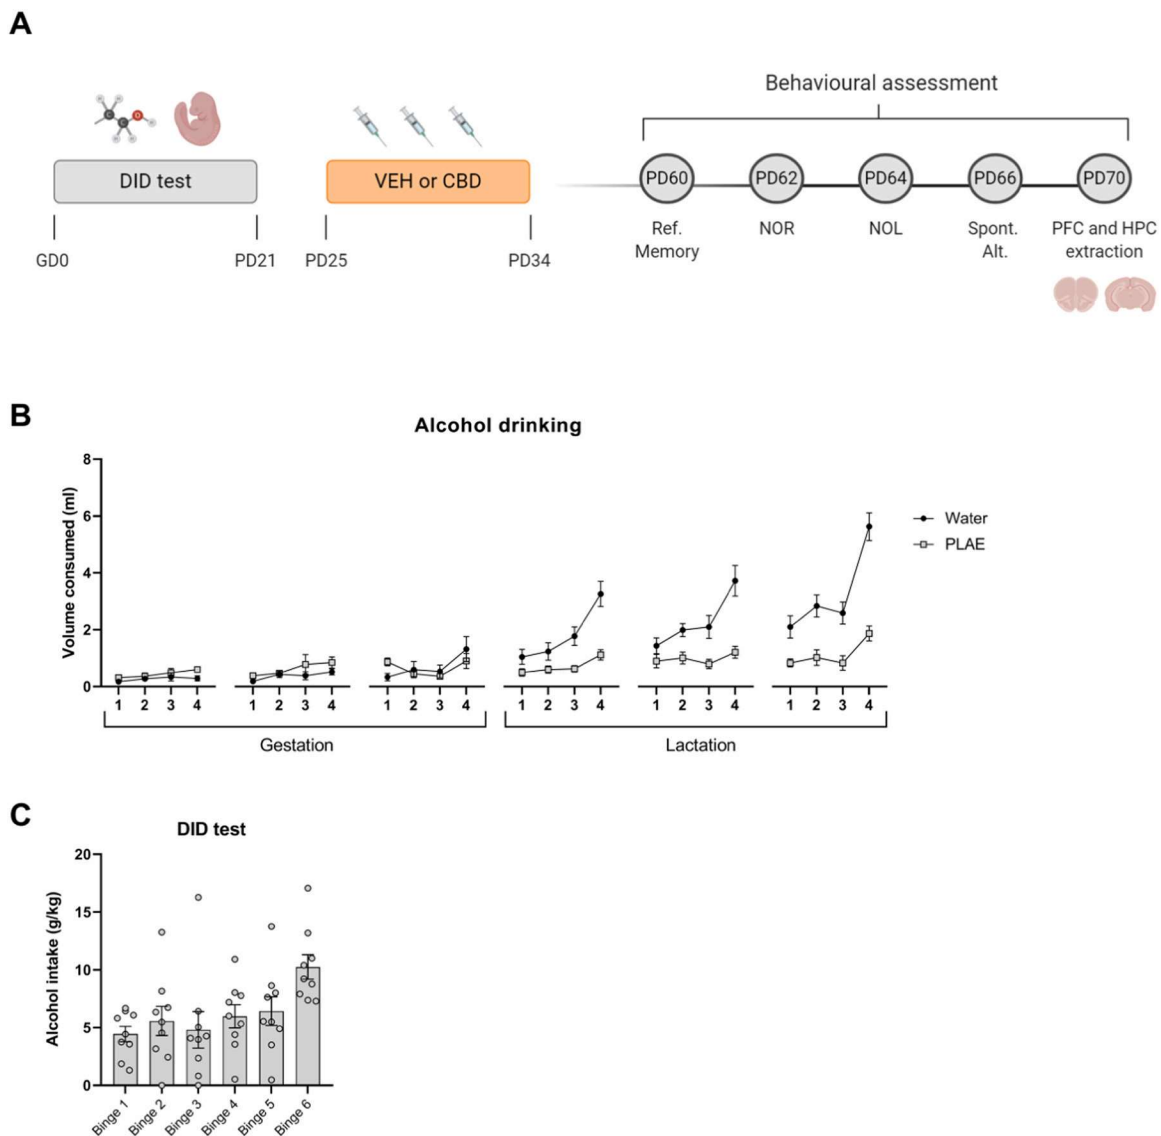 A
Behavioural assessment
DID test
VEH or CBD
PD60
PD62
PD64
PD66
PD70
GD0
PD21
PD25
PD34
Ref.
Memory
NOR
NOL
Spont.
Alt.
PFC and HPC
extraction
B
Alcohol drinking
Volume consumed (ml)
8
6
4
2
0
1 2 3 4
1 2 3 4
1 2 3 4
1 2 3 4
1 2 3 4
1 2 3 4
Gestation
Lactation
Water
PLAE
C
DID test
Alcohol intake (g/kg)
20
15
10
5
0
Binge 1
Binge 2
Binge 3
Binge 4
Binge 5
Binge 6